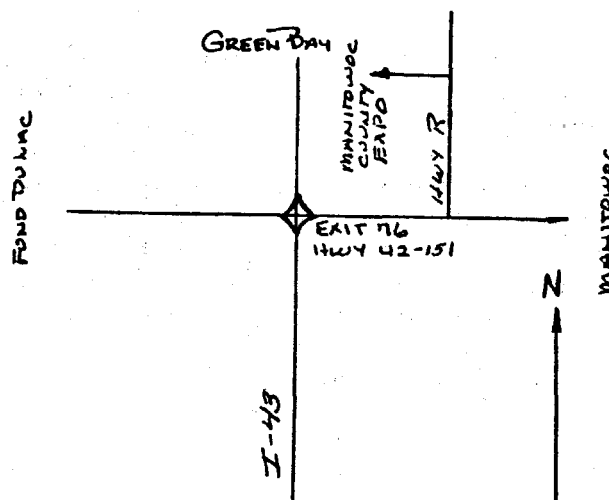 GREEN BAY
FOND DU LAC
MANITOWOC
COUNTY
EXPO
HWY R
EXIT 76
HWY 42-151
MANITOWOC
N
I-43